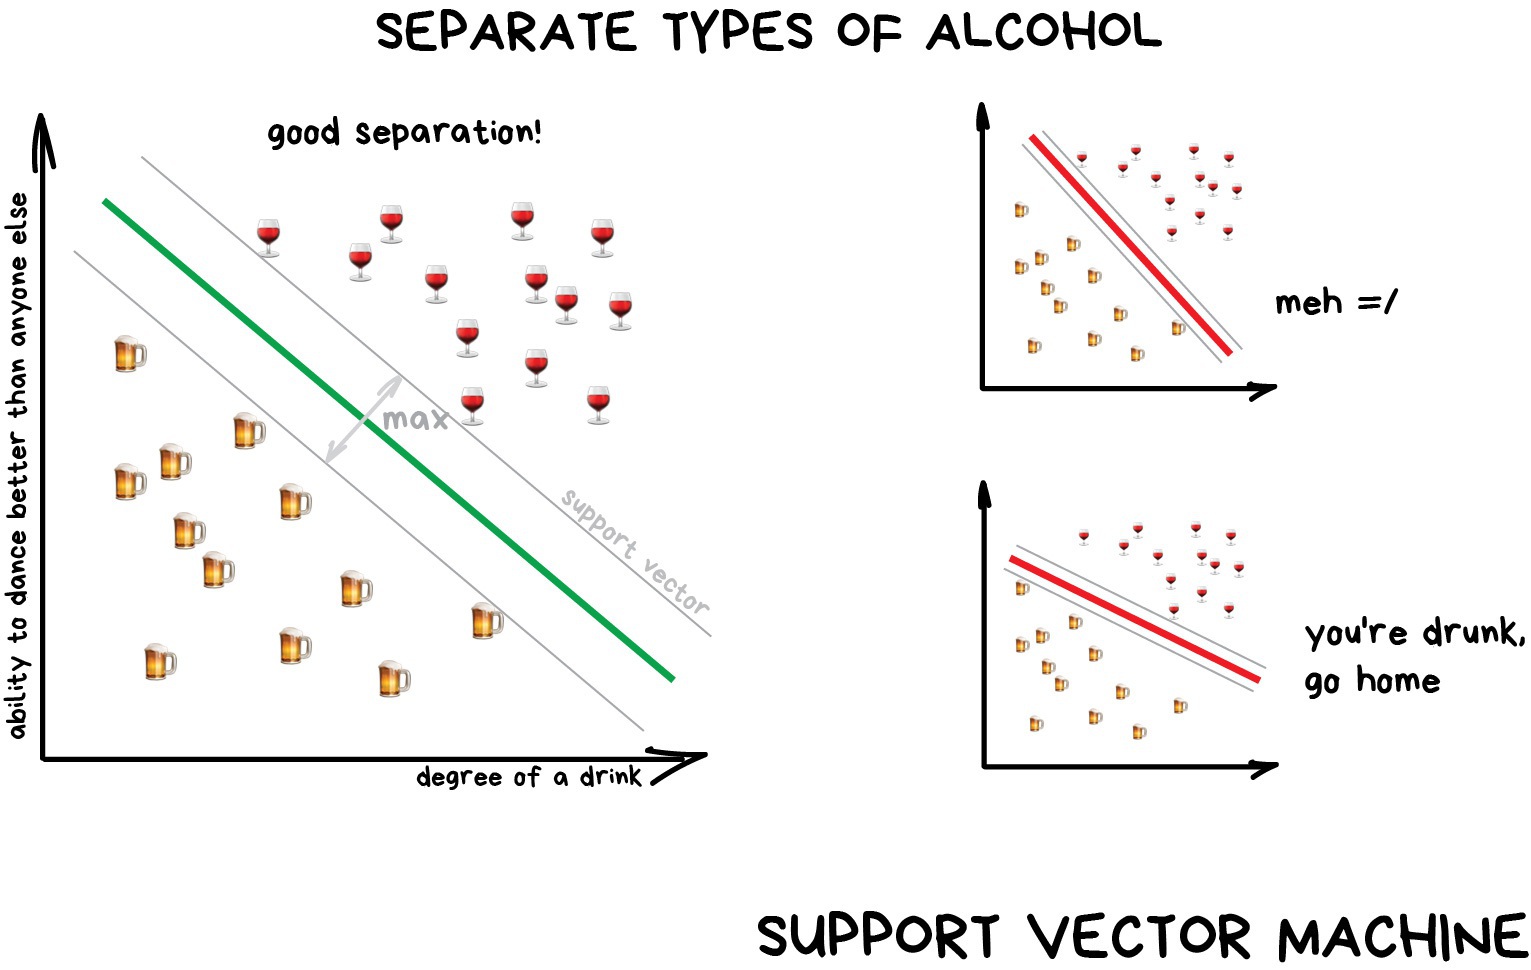 SEPARATE TYPES OF ALCOHOL
good separation!
ability to dance better than anyone else
max
support vector
degree of a drink
meh =/
you're drunk,
go home
SUPPORT VECTOR MACHINE